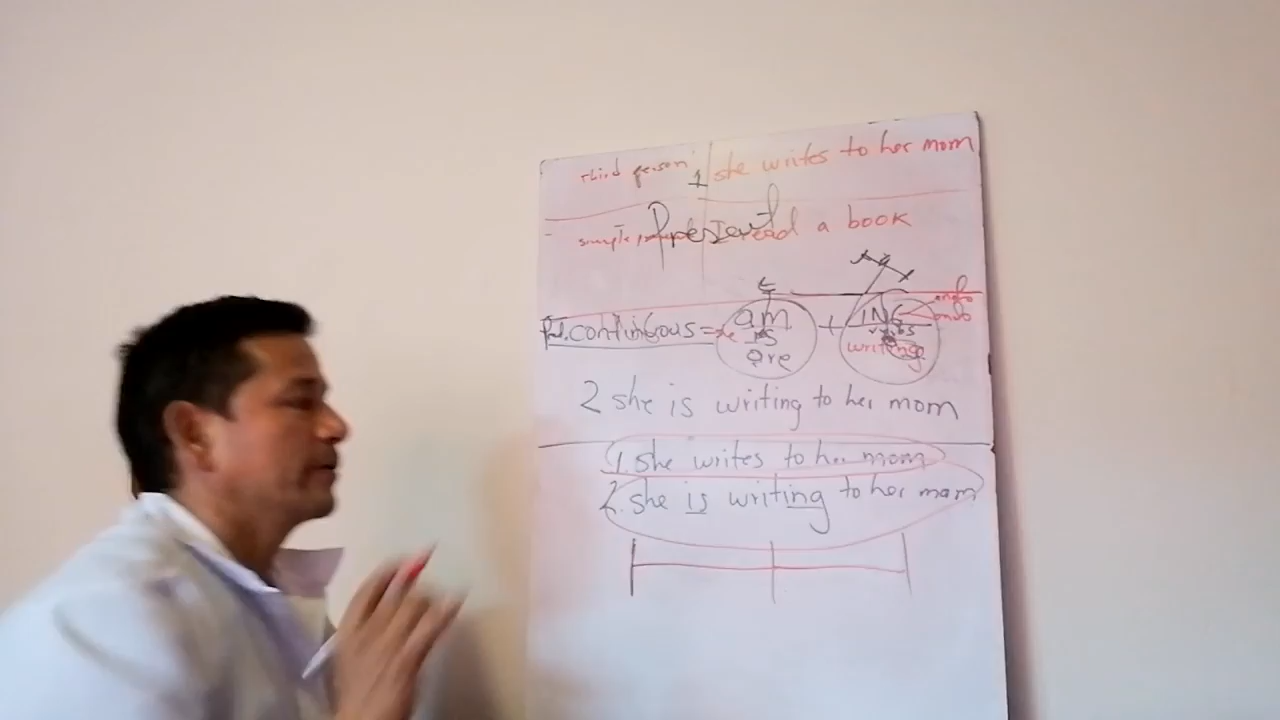 third person 1 she writes to her mom
simple Present I read a book
continuous = am + ING ando endo
is
are writing
2 she is writing to her mom
1. she writes to her mom
2. she is writing to her mom